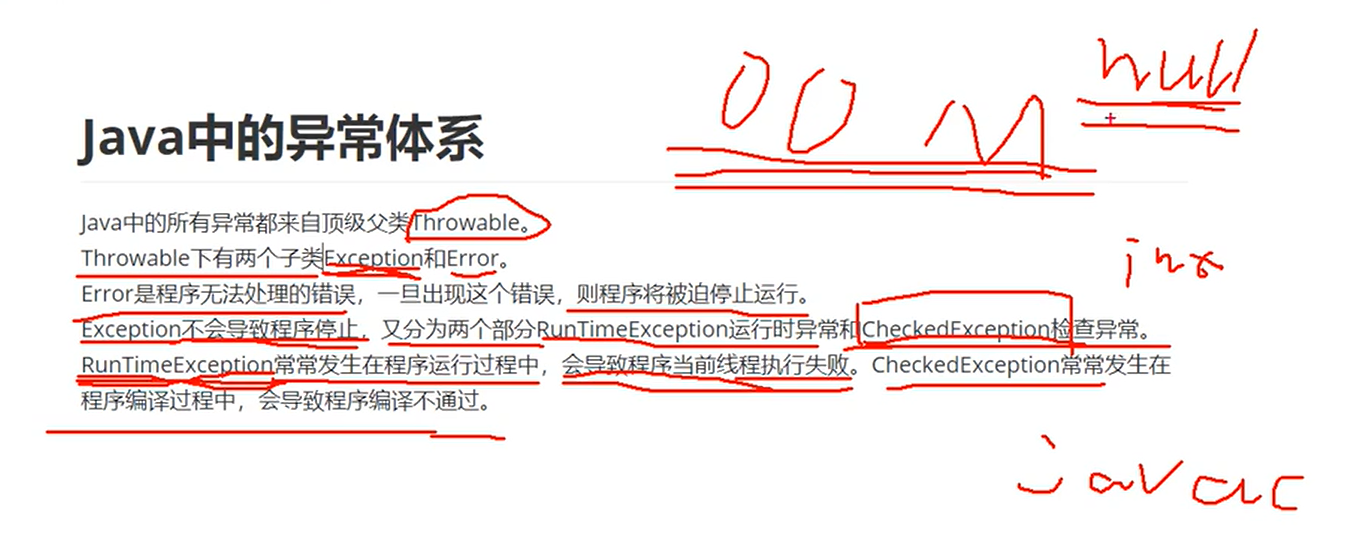 OOM
null
Java中的异常体系
Java中的所有异常都来自顶级父类Throwable。
Throwable下有两个子类Exception和Error。
Error是程序无法处理的错误，一旦出现这个错误，则程序将被迫停止运行。
Exception不会导致程序停止，又分为两个部分RunTimeException运行时异常和CheckedException检查异常。
RunTimeException常常发生在程序运行过程中，会导致程序当前线程执行失败。CheckedException常常发生在
程序编译过程中，会导致程序编译不通过。
javac